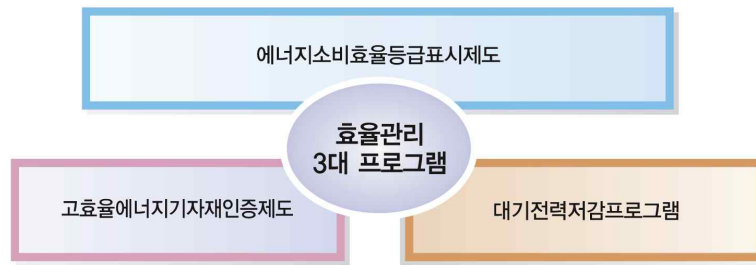 에너지소비효율등급표시제도
효율관리
3대 프로그램
고효율에너지기자재인증제도
대기전력저감프로그램